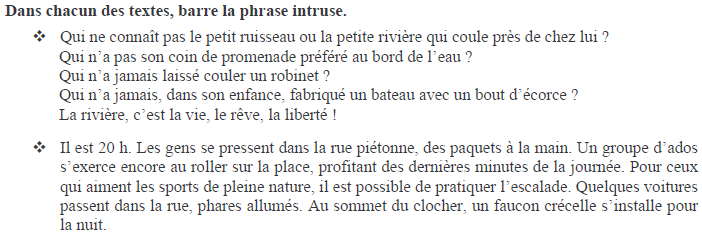 Dans chacun des textes, barre la phrase intruse.
❖ Qui ne connaît pas le petit ruisseau ou la petite rivière qui coule près de chez lui ?
Qui n’a pas son coin de promenade préféré au bord de l’eau ?
Qui n’a jamais laissé couler un robinet ?
Qui n’a jamais, dans son enfance, fabriqué un bateau avec un bout d’écorce ?
La rivière, c’est la vie, le rêve, la liberté !
❖ Il est 20 h. Les gens se pressent dans la rue piétonne, des paquets à la main. Un groupe d’ados
s’exerce encore au roller sur la place, profitant des dernières minutes de la journée. Pour ceux
qui aiment les sports de pleine nature, il est possible de pratiquer l’escalade. Quelques voitures
passent dans la rue, phares allumés. Au sommet du clocher, un faucon crécelle s’installe pour
la nuit.